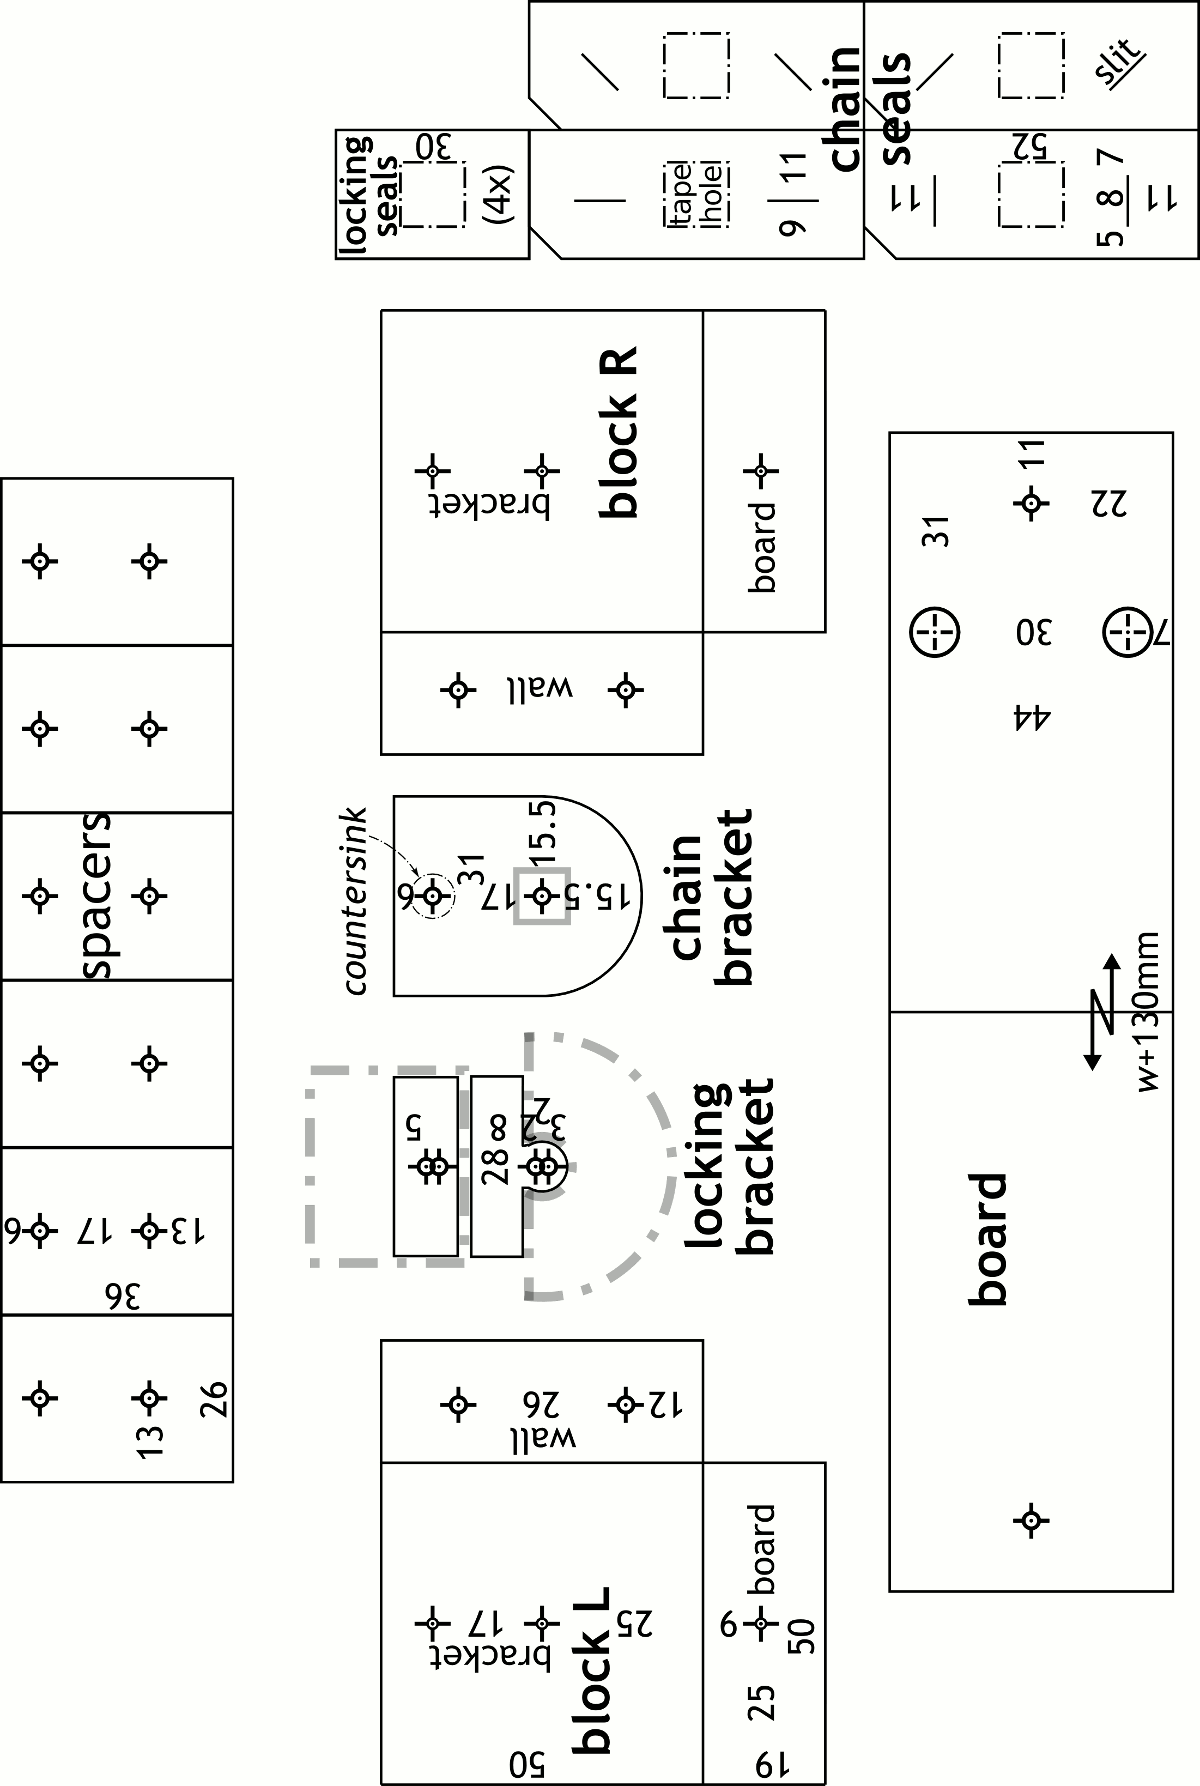 chain
seals
slit
locking
seals
30
(4x)
tape
hole
9
11
11
52
5
8
7
11
block R
bracket
board
wall
11
31
22
30
7
44
w+130mm
board
spacers
6
17
13
36
13
26
countersink
6
31
17
15.5
15.5
chain
bracket
5
8
28
2
2
3
locking
bracket
26
12
wall
17
25
bracket
block L
50
9
board
50
25
19